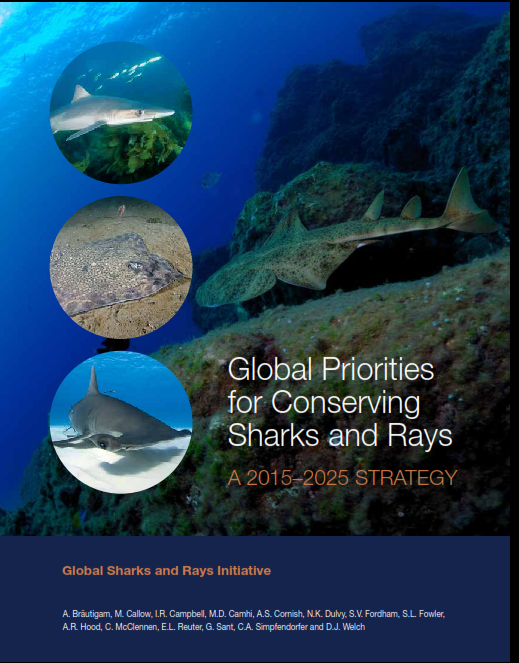 Global Priorities
for Conserving
Sharks and Rays
A 2015–2025 STRATEGY
Global Sharks and Rays Initiative
A. Bräutigam, M. Callow, I.R. Campbell, M.D. Camhi, A.S. Cornish, N.K. Dulvy, S.V. Fordham, S.L. Fowler,
A.R. Hood, C. McClennen, E.L. Reuter, G. Sant, C.A. Simpfendorfer and D.J. Welch